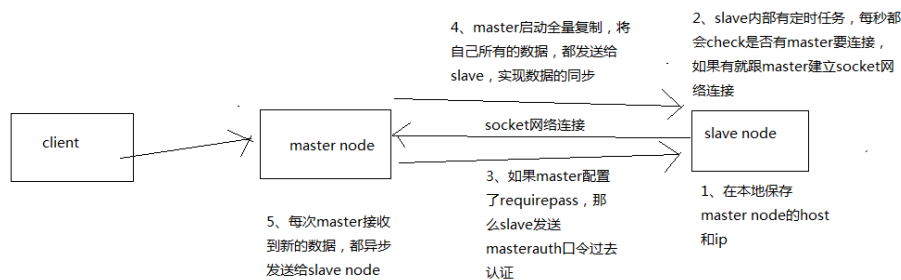 4、master启动全量复制，将
自己所有的数据，都发送给
slave，实现数据的同步
2、slave内部有定时任务，每秒都
会check是否有master要连接，
如果有就跟master建立socket网
络连接
client
master node
socket网络连接
slave node
3、如果master配置
了requirepass，那
么slave发送
masterauth口令过去
认证
1、在本地保存
master node的host
和ip
5、每次master接收
到新的数据，都异步
发送给slave node